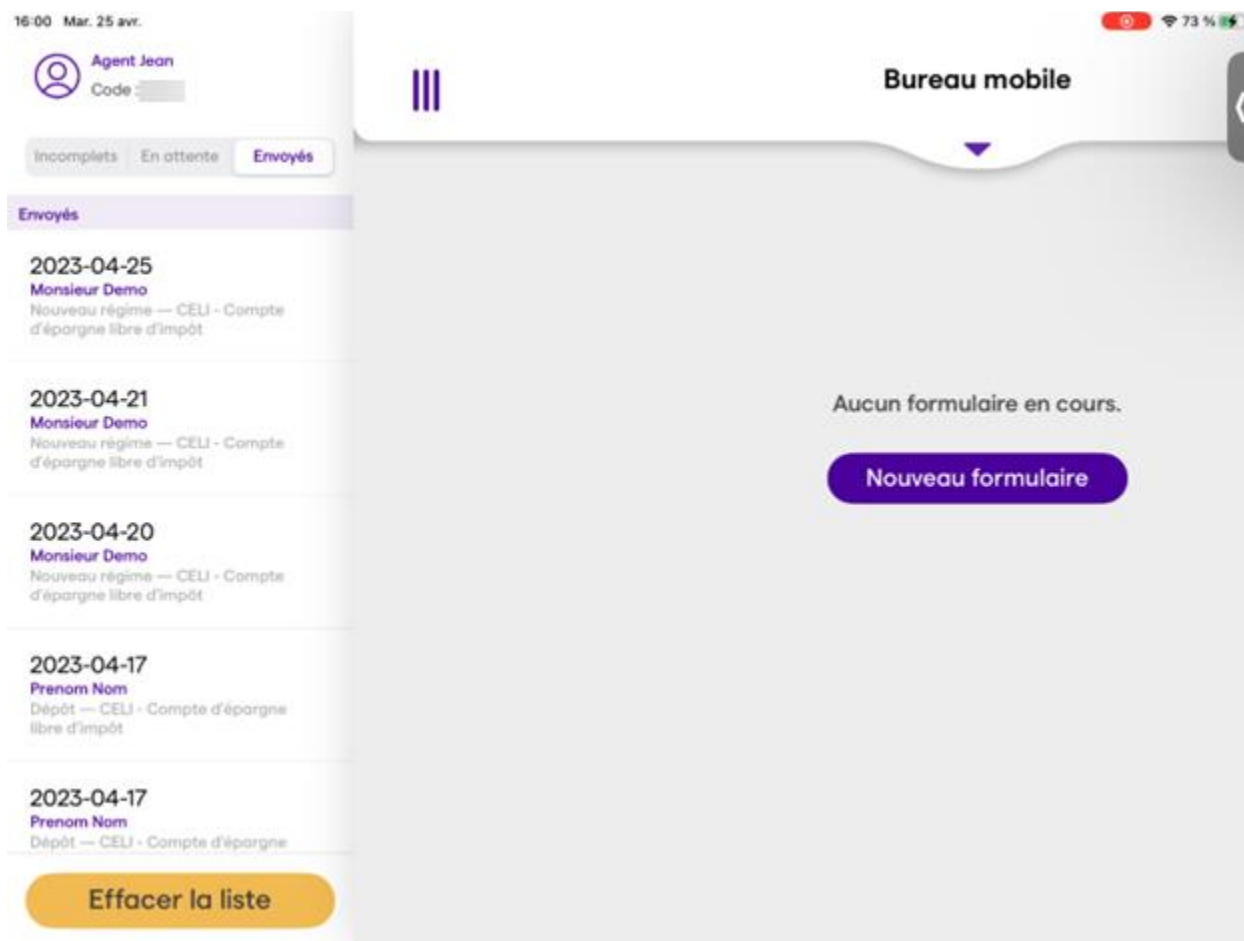 16:00 Mar. 25 avr.
73 %
Agent Jean
Code :
Bureau mobile
Incomplets
En attente
Envoyés
Envoyés
2023-04-25
Monsieur Demo
Nouveau régime — CELI - Compte
d'épargne libre d'impôt
2023-04-21
Monsieur Demo
Nouveau régime — CELI - Compte
d'épargne libre d'impôt
2023-04-20
Monsieur Demo
Nouveau régime — CELI - Compte
d'épargne libre d'impôt
2023-04-17
Prenom Nom
Dépôt — CELI - Compte d'épargne
libre d'impôt
2023-04-17
Prenom Nom
Dépôt — CELI - Compte d'épargne
Effacer la liste
Aucun formulaire en cours.
Nouveau formulaire